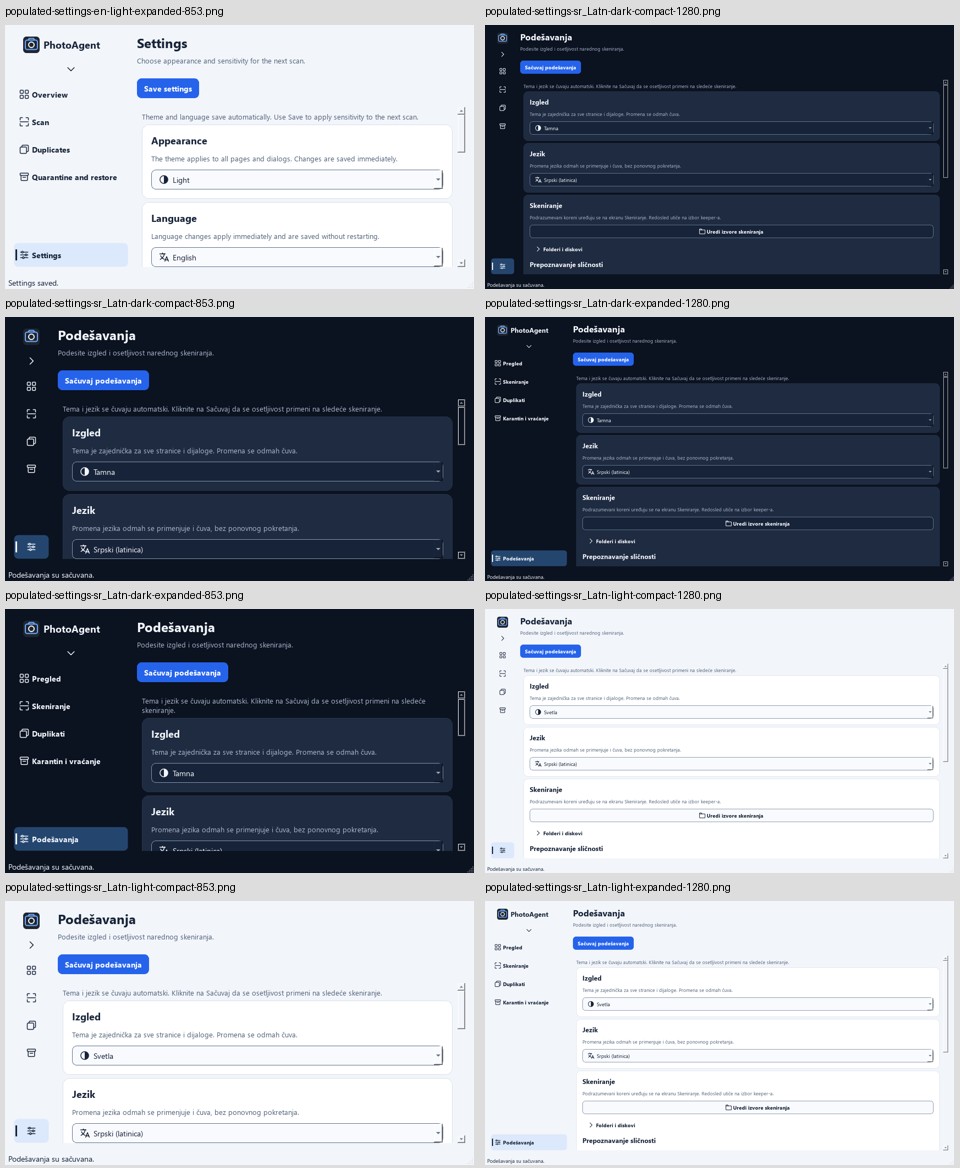 populated-settings-en-light-expanded-853.png
PhotoAgent
Settings
Choose appearance and sensitivity for the next scan.
Save settings
Overview
Scan
Duplicates
Quarantine and restore
Settings
Theme and language save automatically. Use Save to apply sensitivity to the next scan.
Appearance
The theme applies to all pages and dialogs. Changes are saved immediately.
Light
Language
Language changes apply immediately and are saved without restarting.
English
Settings saved.
populated-settings-sr_Latn-dark-compact-1280.png
Podešavanja
Podesite izgled i osetljivost narednog skeniranja.
Sačuvaj podešavanja
Tema i jezik se čuvaju automatski. Kliknite na Sačuvaj da se osetljivost primeni na sledeće skeniranje.
Izgled
Tema je zajednička za sve stranice i dijaloge. Promena se odmah čuva.
Tamna
Jezik
Promena jezika odmah se primenjuje i čuva, bez ponovnog pokretanja.
Srpski (latinica)
Skeniranje
Podrazumevani koreni uređuju se na ekranu Skeniranje. Redosled utiče na izbor keeper-a.
Uredi izvore skeniranja
Folderi i diskovi
Prepoznavanje sličnosti
Podešavanja su sačuvana.
populated-settings-sr_Latn-dark-compact-853.png
Podešavanja
Podesite izgled i osetljivost narednog skeniranja.
Sačuvaj podešavanja
Tema i jezik se čuvaju automatski. Kliknite na Sačuvaj da se osetljivost primeni na sledeće skeniranje.
Izgled
Tema je zajednička za sve stranice i dijaloge. Promena se odmah čuva.
Tamna
Jezik
Promena jezika odmah se primenjuje i čuva, bez ponovnog pokretanja.
Srpski (latinica)
Podešavanja su sačuvana.
populated-settings-sr_Latn-dark-expanded-1280.png
PhotoAgent
Podešavanja
Podesite izgled i osetljivost narednog skeniranja.
Sačuvaj podešavanja
Pregled
Skeniranje
Duplikati
Karantin i vraćanje
Podešavanja
Tema i jezik se čuvaju automatski. Kliknite na Sačuvaj da se osetljivost primeni na sledeće skeniranje.
Izgled
Tema je zajednička za sve stranice i dijaloge. Promena se odmah čuva.
Tamna
Jezik
Promena jezika odmah se primenjuje i čuva, bez ponovnog pokretanja.
Srpski (latinica)
Skeniranje
Podrazumevani koreni uređuju se na ekranu Skeniranje. Redosled utiče na izbor keeper-a.
Uredi izvore skeniranja
Folderi i diskovi
Prepoznavanje sličnosti
Podešavanja su sačuvana.
populated-settings-sr_Latn-dark-expanded-853.png
PhotoAgent
Podešavanja
Podesite izgled i osetljivost narednog skeniranja.
Sačuvaj podešavanja
Pregled
Skeniranje
Duplikati
Karantin i vraćanje
Podešavanja
Tema i jezik se čuvaju automatski. Kliknite na Sačuvaj da se osetljivost primeni na sledeće
skeniranje.
Izgled
Tema je zajednička za sve stranice i dijaloge. Promena se odmah čuva.
Tamna
Jezik
Promena jezika odmah se primenjuje i čuva, bez ponovnog pokretanja.
Srpski (latinica)
Podešavanja su sačuvana.
populated-settings-sr_Latn-light-compact-1280.png
Podešavanja
Podesite izgled i osetljivost narednog skeniranja.
Sačuvaj podešavanja
Tema i jezik se čuvaju automatski. Kliknite na Sačuvaj da se osetljivost primeni na sledeće skeniranje.
Izgled
Tema je zajednička za sve stranice i dijaloge. Promena se odmah čuva.
Svetla
Jezik
Promena jezika odmah se primenjuje i čuva, bez ponovnog pokretanja.
Srpski (latinica)
Skeniranje
Podrazumevani koreni uređuju se na ekranu Skeniranje. Redosled utiče na izbor keeper-a.
Uredi izvore skeniranja
Folderi i diskovi
Prepoznavanje sličnosti
Podešavanja su sačuvana.
populated-settings-sr_Latn-light-compact-853.png
Podešavanja
Podesite izgled i osetljivost narednog skeniranja.
Sačuvaj podešavanja
Tema i jezik se čuvaju automatski. Kliknite na Sačuvaj da se osetljivost primeni na sledeće skeniranje.
Izgled
Tema je zajednička za sve stranice i dijaloge. Promena se odmah čuva.
Svetla
Jezik
Promena jezika odmah se primenjuje i čuva, bez ponovnog pokretanja.
Srpski (latinica)
Podešavanja su sačuvana.
populated-settings-sr_Latn-light-expanded-1280.png
PhotoAgent
Podešavanja
Podesite izgled i osetljivost narednog skeniranja.
Sačuvaj podešavanja
Pregled
Skeniranje
Duplikati
Karantin i vraćanje
Podešavanja
Tema i jezik se čuvaju automatski. Kliknite na Sačuvaj da se osetljivost primeni na sledeće skeniranje.
Izgled
Tema je zajednička za sve stranice i dijaloge. Promena se odmah čuva.
Svetla
Jezik
Promena jezika odmah se primenjuje i čuva, bez ponovnog pokretanja.
Srpski (latinica)
Skeniranje
Podrazumevani koreni uređuju se na ekranu Skeniranje. Redosled utiče na izbor keeper-a.
Uredi izvore skeniranja
Folderi i diskovi
Prepoznavanje sličnosti
Podešavanja su sačuvana.